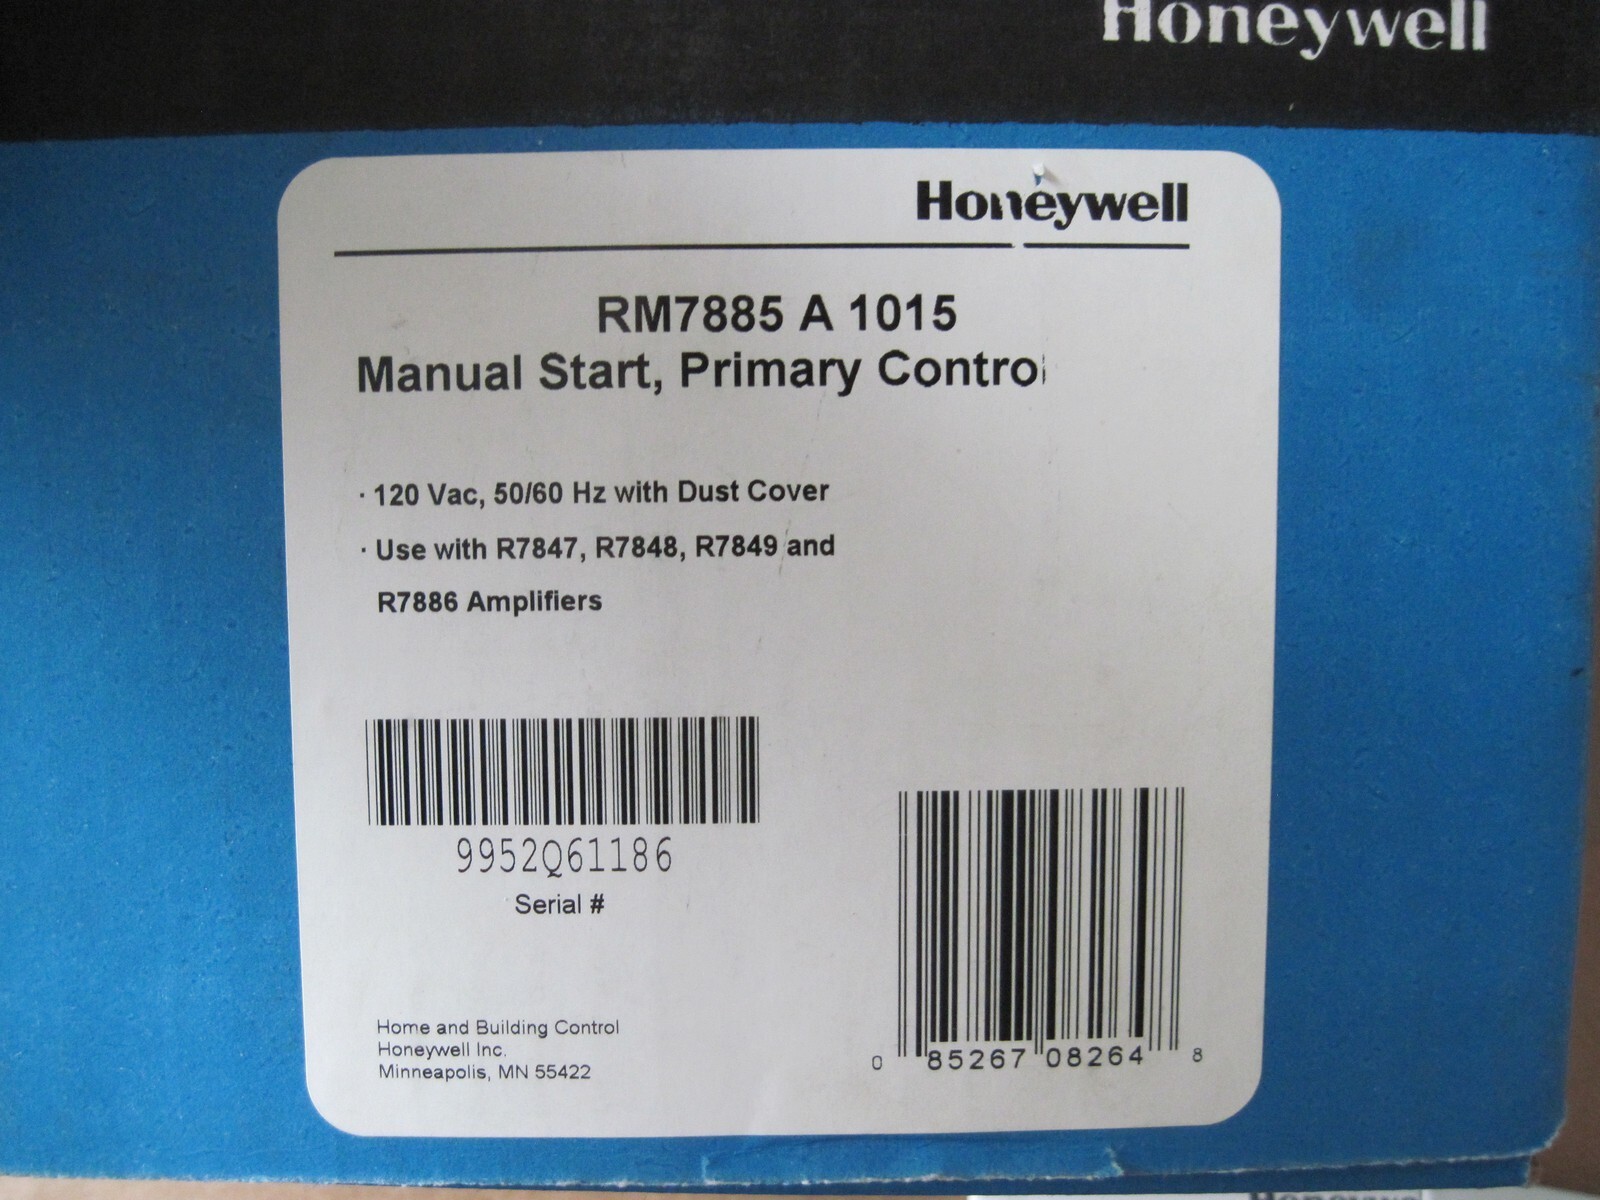 Honeywell
Honeywell
RM7885 A 1015
Manual Start, Primary Control
· 120 Vac, 50/60 Hz with Dust Cover
· Use with R7847, R7848, R7849 and
R7886 Amplifiers
9952Q61186
Serial #
Home and Building Control
Honeywell Inc.
Minneapolis, MN 55422
0 85267 08264 8
Honeywell